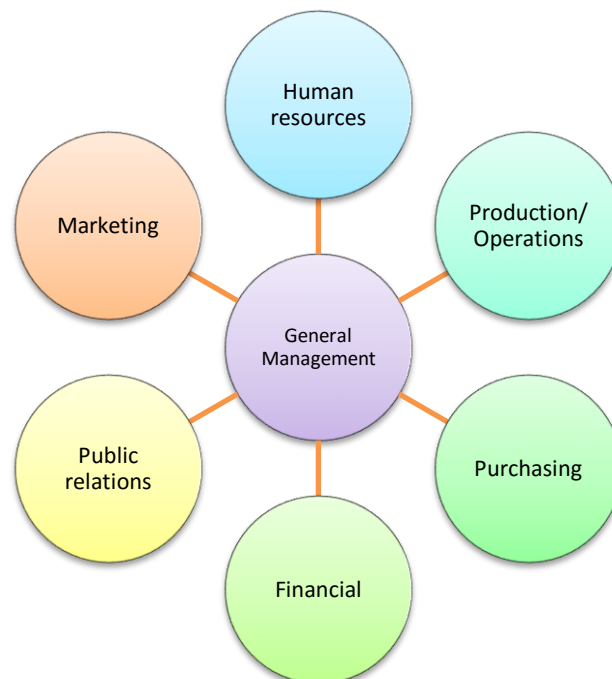 Human
resources
Production/
Operations
Marketing
General
Management
Public
relations
Purchasing
Financial